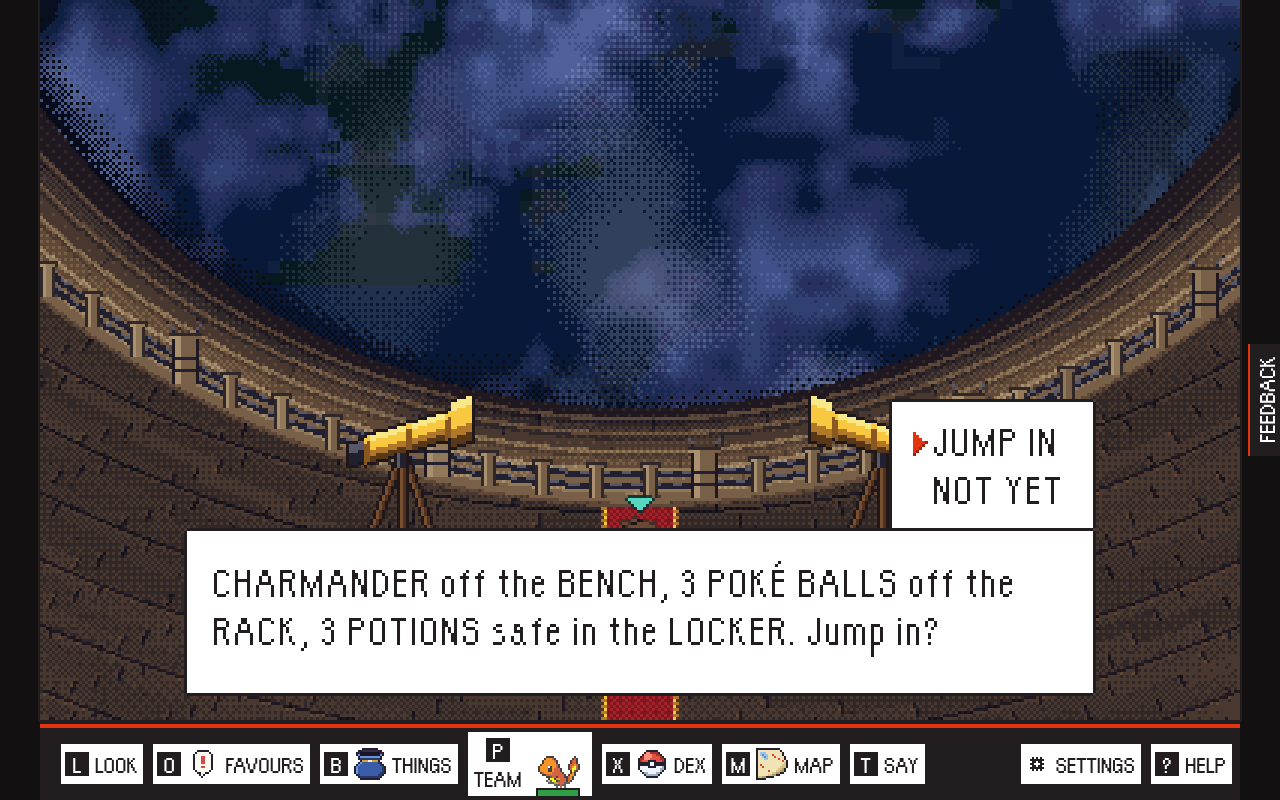 JUMP IN
NOT YET
CHARMANDER off the BENCH, 3 POKÉ BALLS off the
RACK, 3 POTIONS safe in the LOCKER. Jump in?
FEEDBACK
L LOOK
O FAVOURS
B THINGS
P TEAM
X DEX
M MAP
T SAY
SETTINGS
? HELP